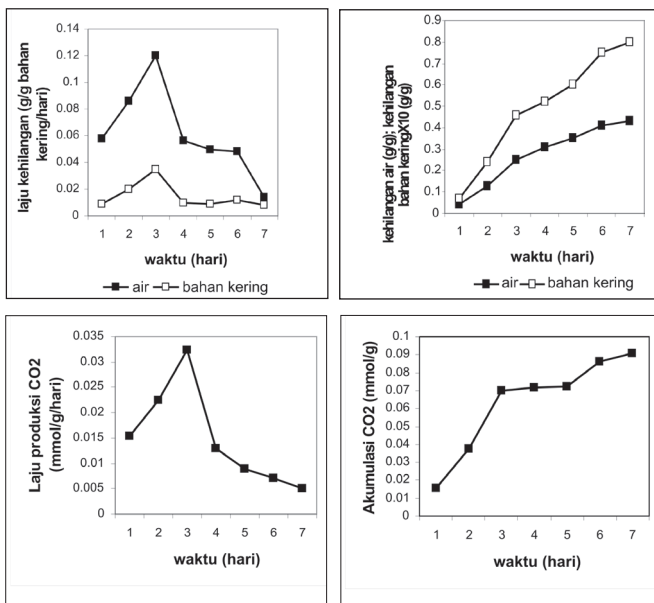 laju kehilangan (g/g bahan
kering/hari)
0.14
0.12
0.1
0.08
0.06
0.04
0.02
0
1 2 3 4 5 6 7
waktu (hari)
air bahan kering
kehilangan air (g/g); kehilangan
bahan keringX10 (g/g)
0.9
0.8
0.7
0.6
0.5
0.4
0.3
0.2
0.1
0
1 2 3 4 5 6 7
waktu (hari)
air bahan kering
Laju produksi CO2
(mmol/g/hari)
0.035
0.03
0.025
0.02
0.015
0.01
0.005
0
1 2 3 4 5 6 7
waktu (hari)
Akumulasi CO2 (mmol/g)
0.1
0.09
0.08
0.07
0.06
0.05
0.04
0.03
0.02
0.01
0
1 2 3 4 5 6 7
waktu (hari)